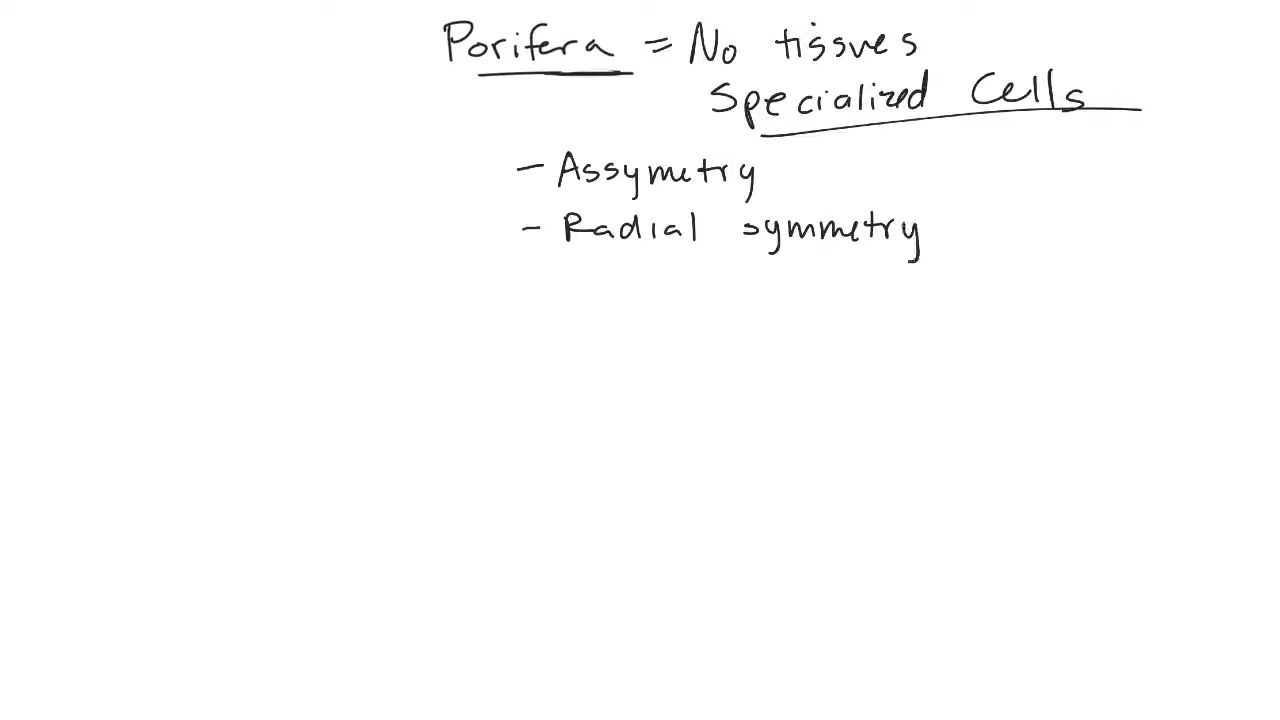 Porifera = No tissues
Specialized Cells
- Assymetry
- Radial symmetry